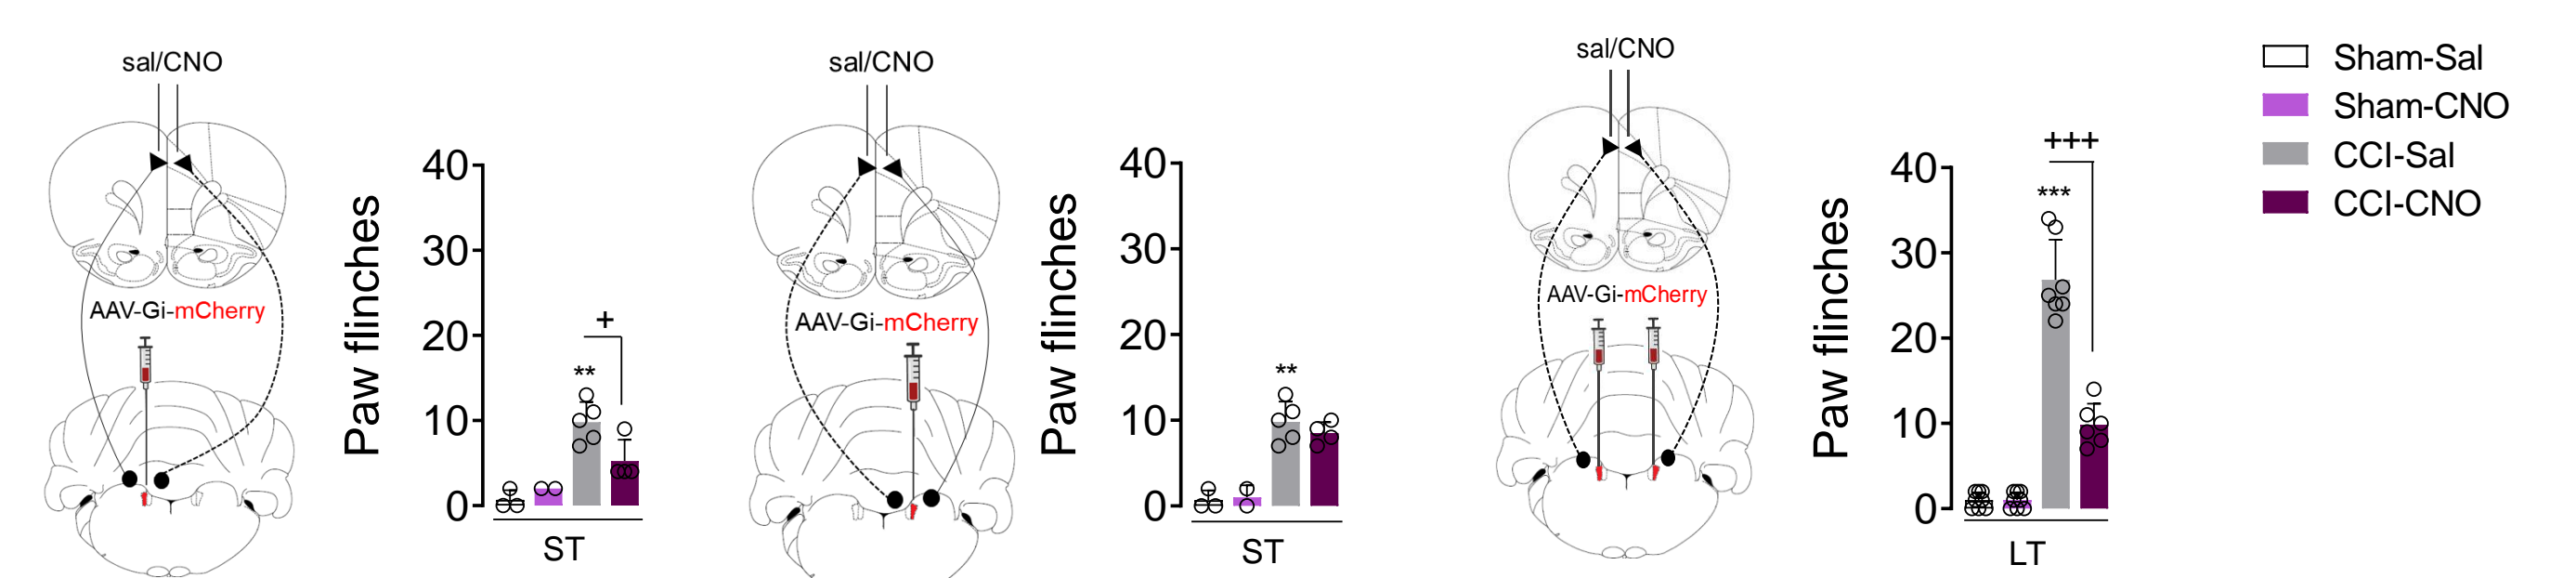 sal/CNO
AAV-Gi-mCherry
Paw flinches
40
30
20
10
0
+
**
ST
sal/CNO
AAV-Gi-mCherry
Paw flinches
40
30
20
10
0
**
ST
sal/CNO
AAV-Gi-mCherry
Paw flinches
40
30
20
10
0
+++
***
LT
Sham-Sal
Sham-CNO
CCI-Sal
CCI-CNO